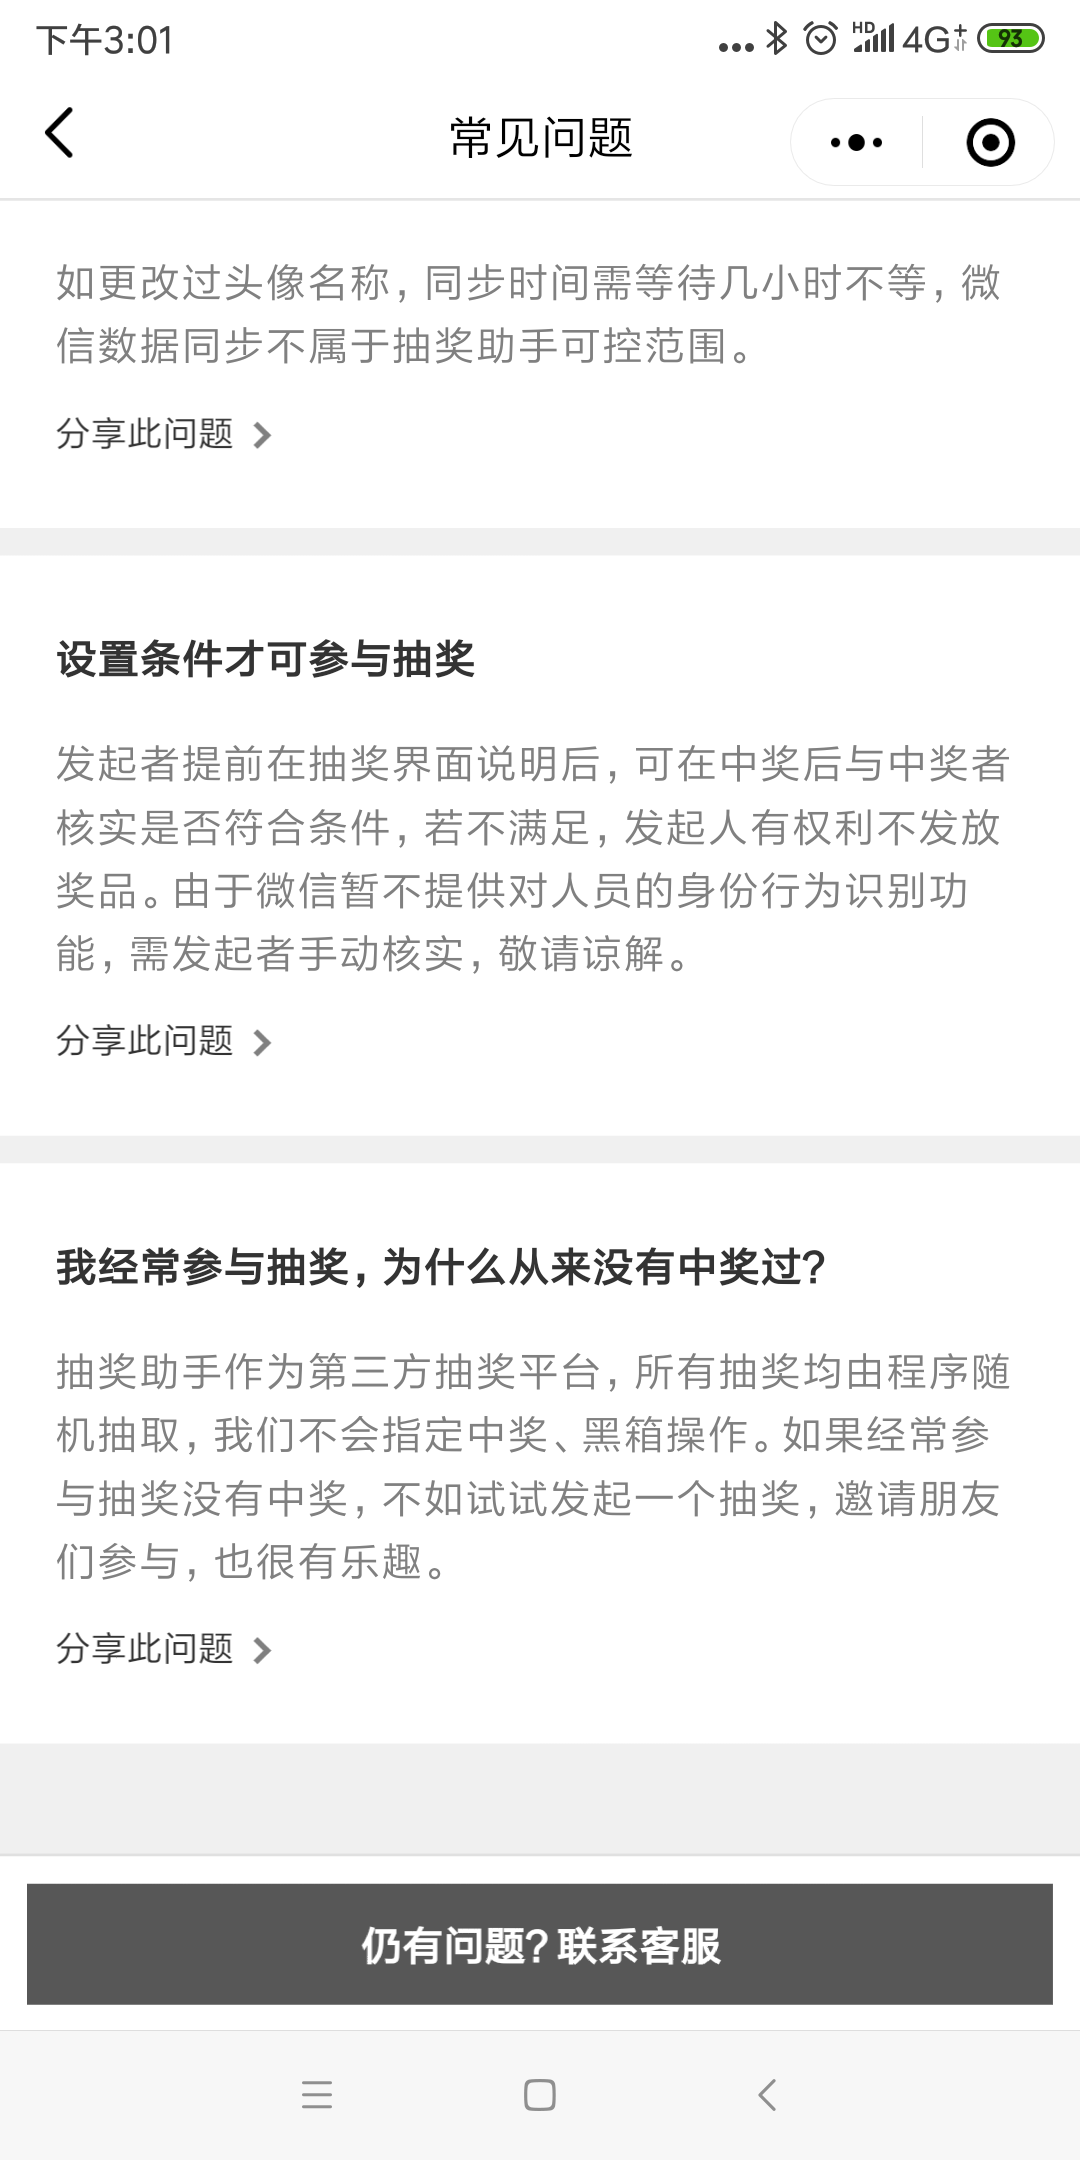 下午3:01
HD 4G+ 93
常见问题
如更改过头像名称,同步时间需等待几小时不等,微
信数据同步不属于抽奖助手可控范围。
分享此问题
设置条件才可参与抽奖
发起者提前在抽奖界面说明后,可在中奖后与中奖者
核实是否符合条件,若不满足,发起人有权利不发放
奖品。由于微信暂不提供对人员的身份行为识别功
能,需发起者手动核实,敬请谅解。
分享此问题
我经常参与抽奖,为什么从来没有中奖过?
抽奖助手作为第三方抽奖平台,所有抽奖均由程序随
机抽取,我们不会指定中奖、黑箱操作。如果经常参
与抽奖没有中奖,不如试试发起一个抽奖,邀请朋友
们参与,也很有乐趣。
分享此问题
仍有问题?联系客服